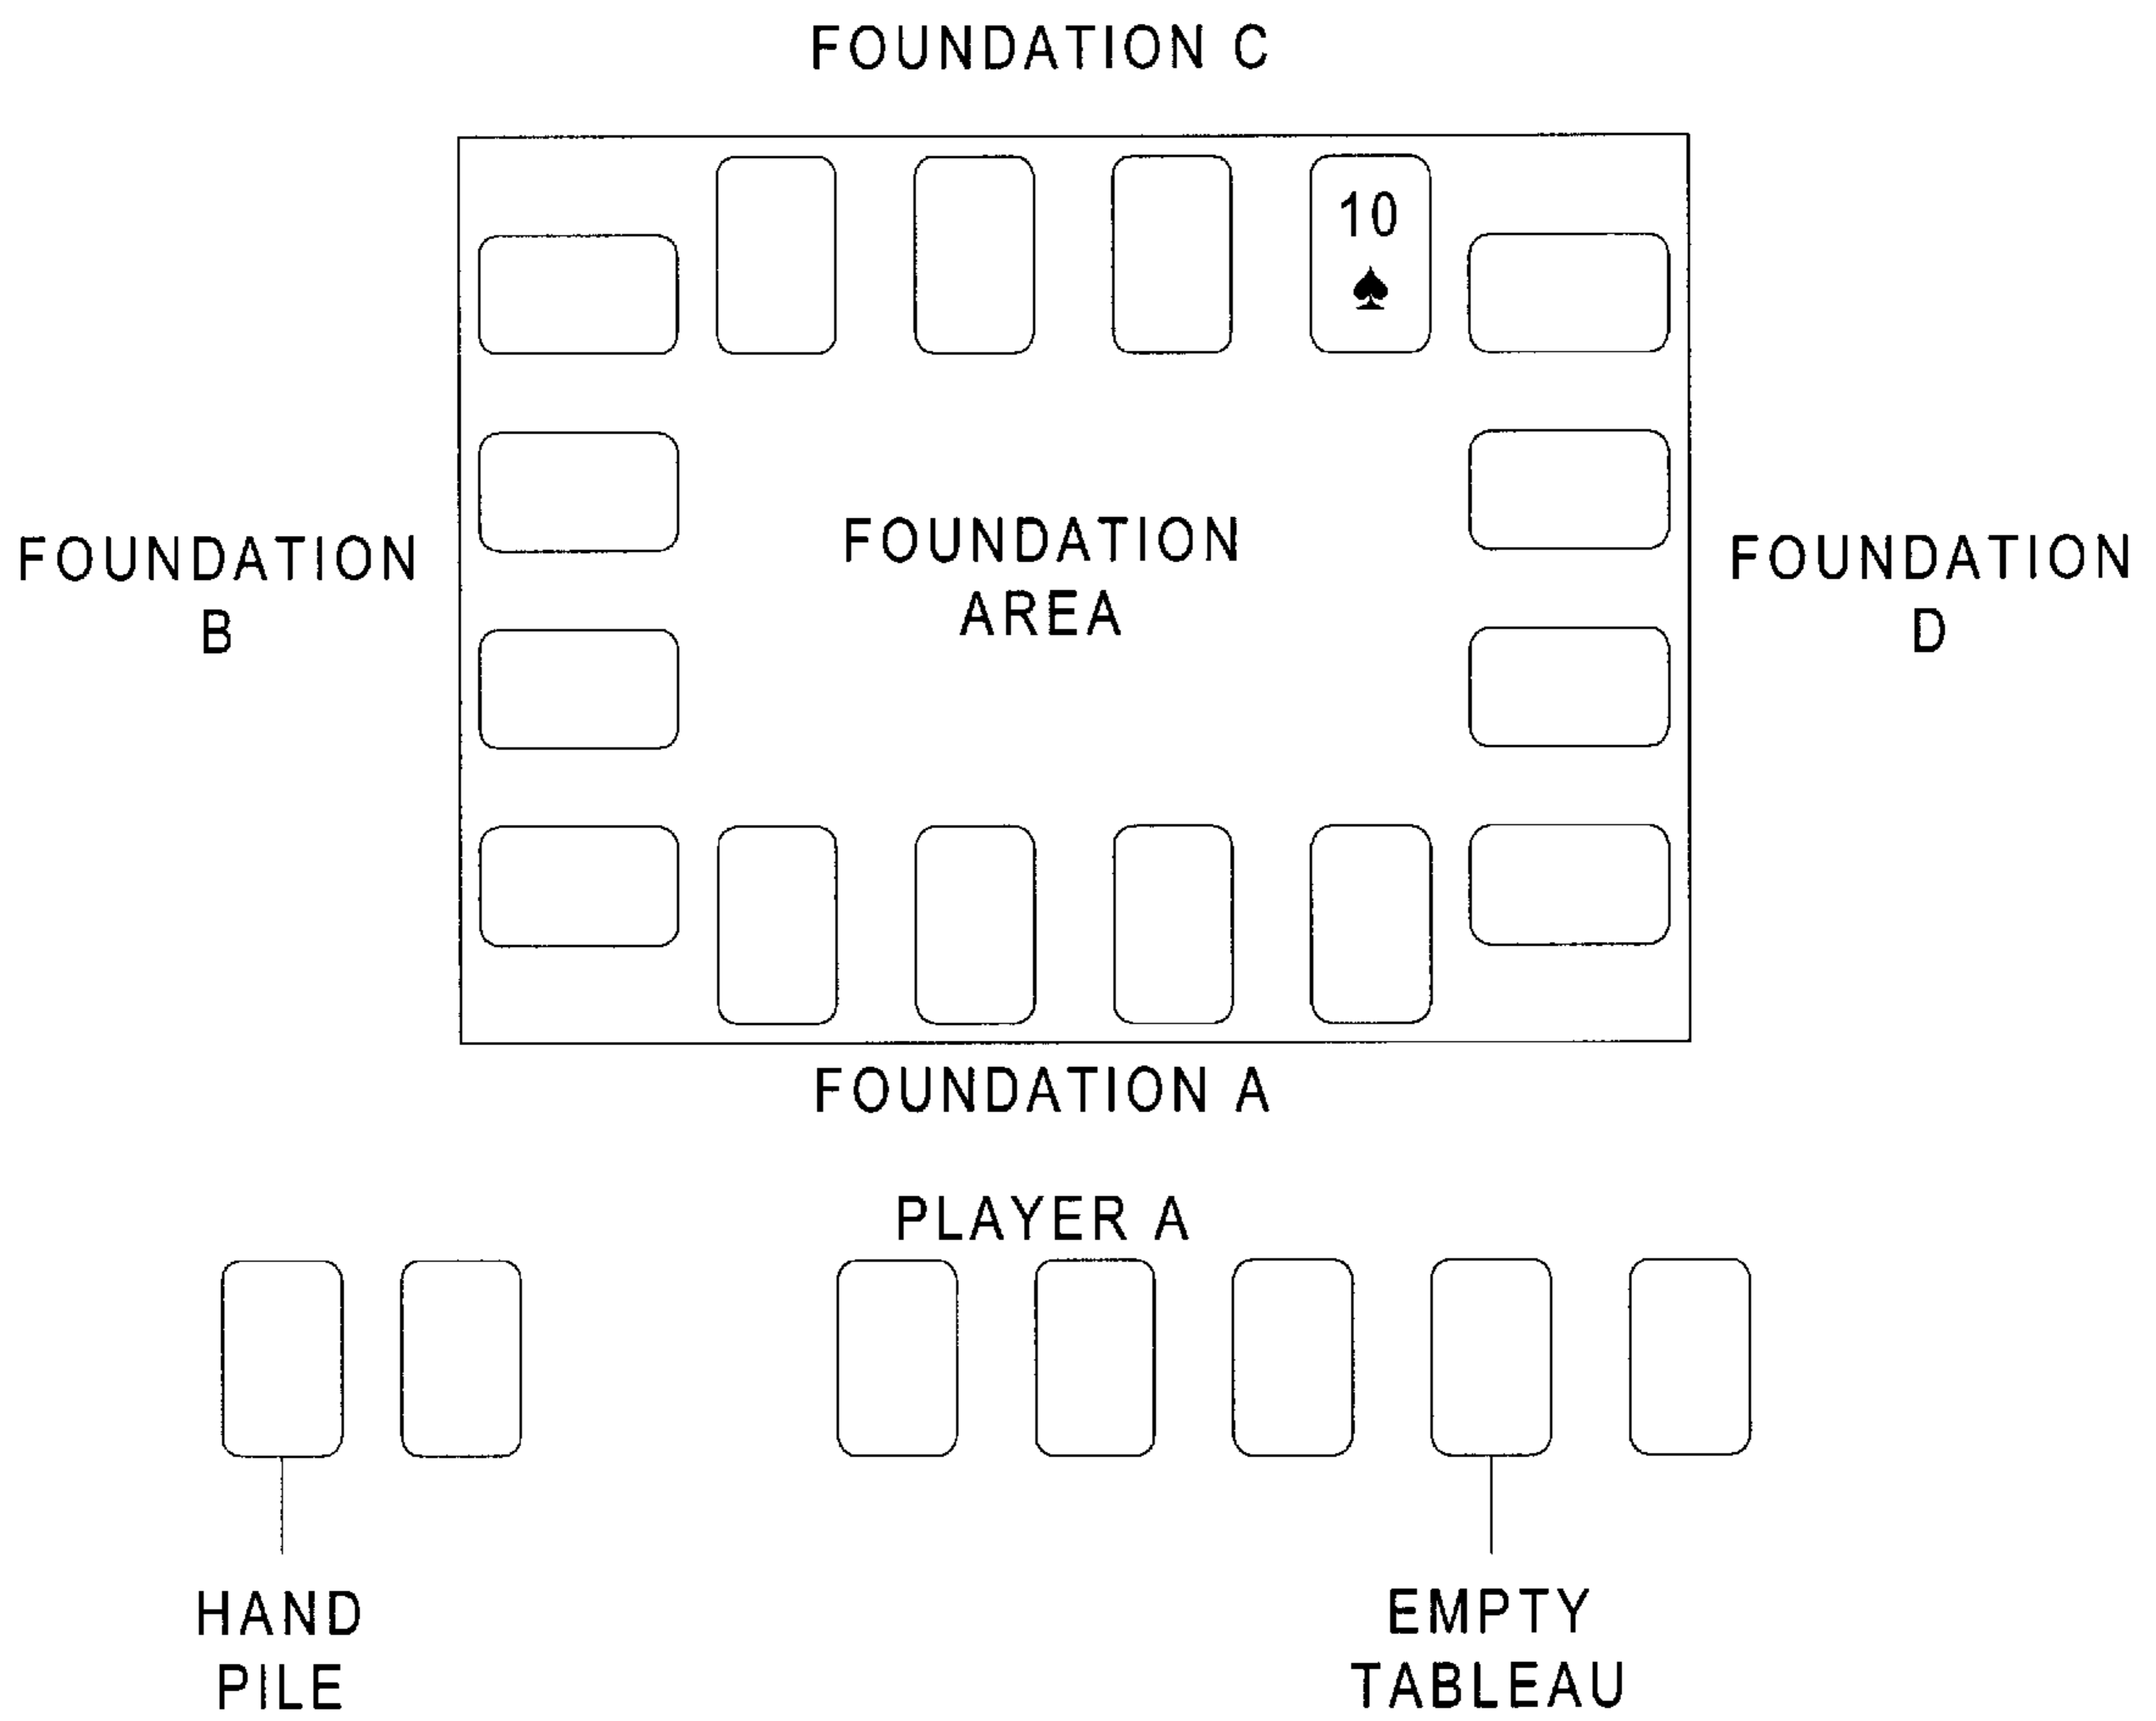 FOUNDATION C
10
♠
FOUNDATION
B
FOUNDATION
AREA
FOUNDATION
D
FOUNDATION A
PLAYER A
HAND
PILE
EMPTY
TABLEAU